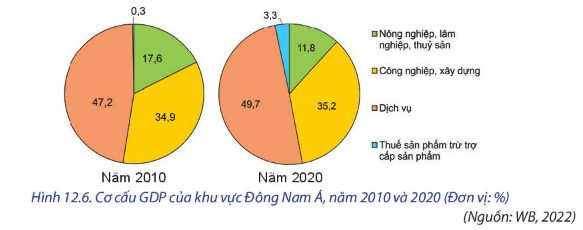 0,3
17,6
34,9
47,2
Năm 2010
3,3
11,8
35,2
49,7
Năm 2020
Nông nghiệp, lâm
nghiệp, thuỷ sản
Công nghiệp, xây dựng
Dịch vụ
Thuế sản phẩm trừ trợ
cấp sản phẩm
Hình 12.6. Cơ cấu GDP của khu vực Đông Nam Á, năm 2010 và 2020 (Đơn vị: %)
(Nguồn: WB, 2022)